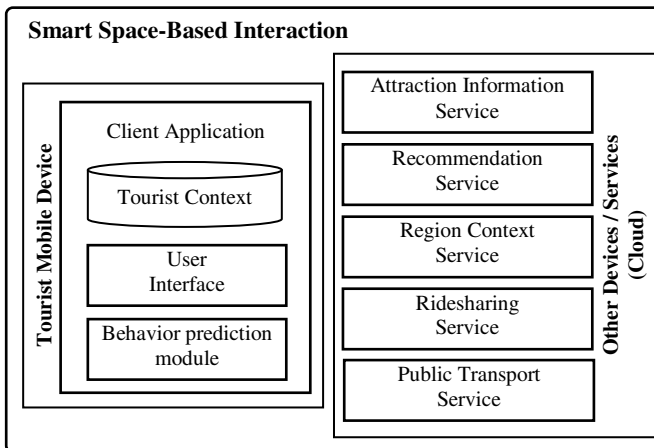 Smart Space-Based Interaction
Tourist Mobile Device
Client Application
Tourist Context
User
Interface
Behavior prediction
module
Attraction Information
Service
Recommendation
Service
Region Context
Service
Ridesharing
Service
Public Transport
Service
Other Devices / Services
(Cloud)